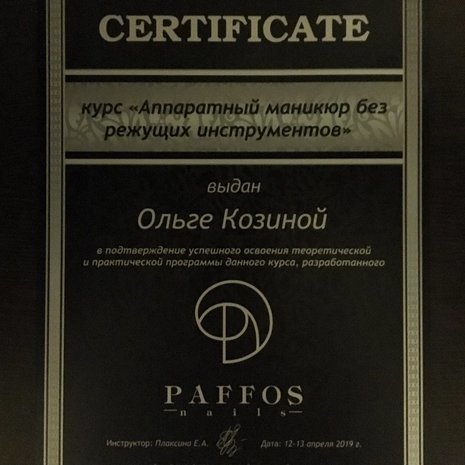 CERTIFICATE
курс «Аппаратный маникюр без
режущих инструментов»
выдан
Ольге Козиной
в подтверждение успешного освоения теоретической
и практической программы данного курса, разработанного
PAFFOS
nails
Инструктор: Плаксина Е.А. Дата: 12-13 апреля 2019 г.